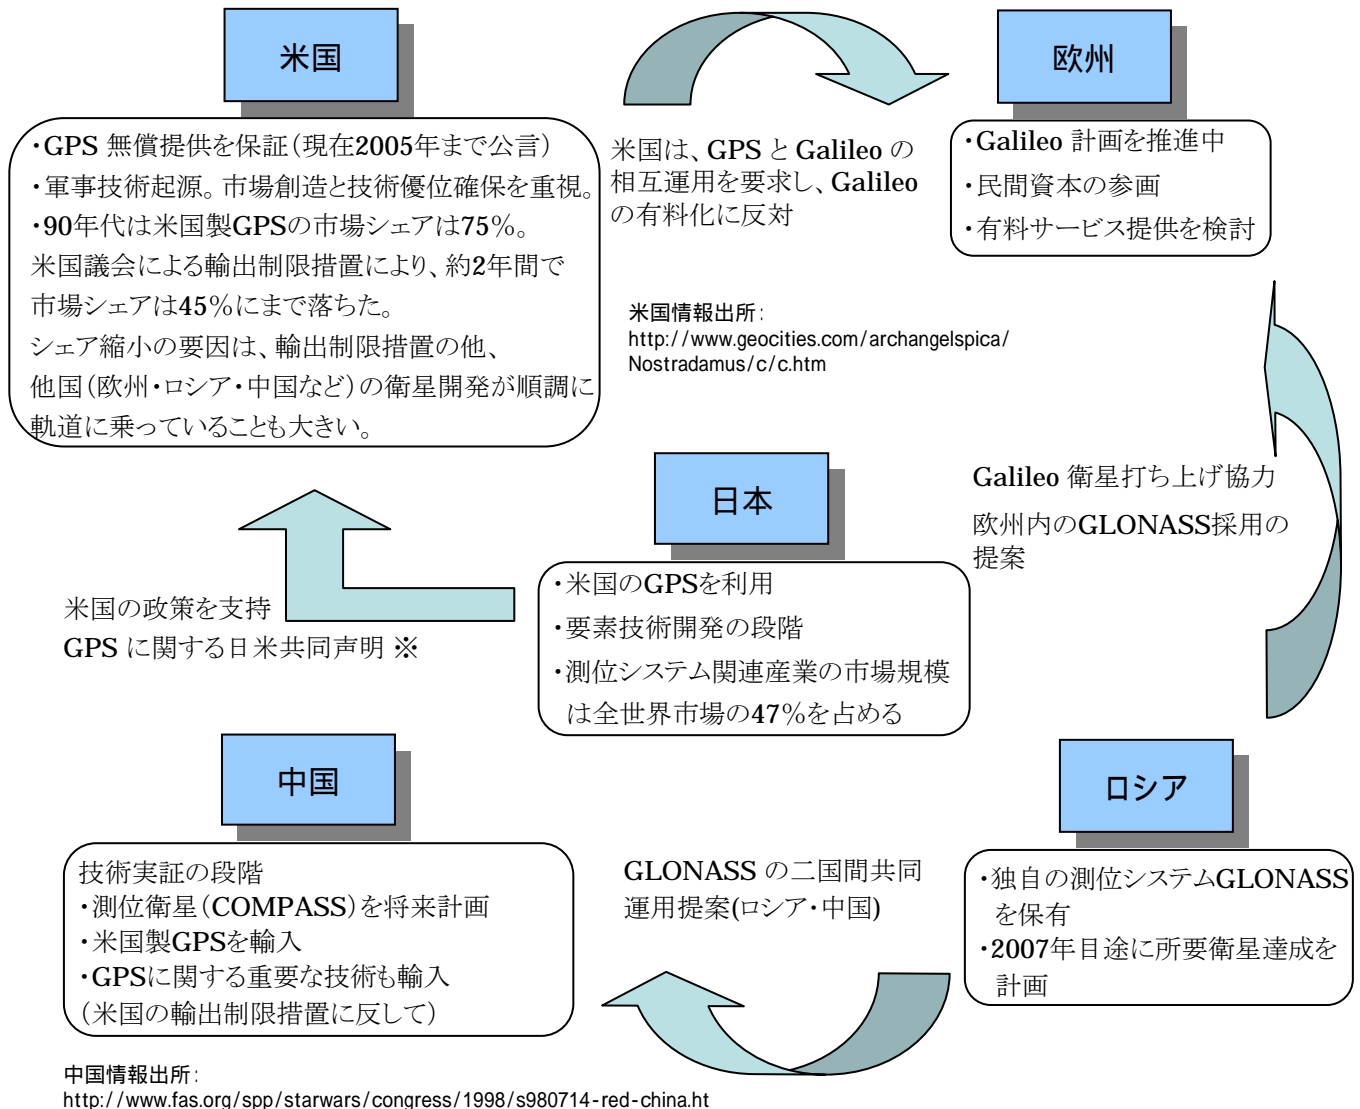 米国
・GPS 無償提供を保証（現在2005年まで公言）
・軍事技術起源。市場創造と技術優位確保を重視。
・90年代は米国製GPSの市場シェアは75％。
米国議会による輸出制限措置により、約2年間で
市場シェアは45％にまで落ちた。
シェア縮小の要因は、輸出制限措置の他、
他国（欧州・ロシア・中国など）の衛星開発が順調に
軌道に乗っていることも大きい。
米国は、GPS と Galileo の
相互運用を要求し、Galileo
の有料化に反対
欧州
・Galileo 計画を推進中
・民間資本の参画
・有料サービス提供を検討
米国情報出所：
http://www.geocities.com/archangelspica/
Nostradamus/c/c.htm
日本
・米国のGPSを利用
・要素技術開発の段階
・測位システム関連産業の市場規模
は全世界市場の47％を占める
Galileo 衛星打ち上げ協力
欧州内のGLONASS採用の
提案
米国の政策を支持
GPS に関する日米共同声明 ※
中国
技術実証の段階
・測位衛星（COMPASS）を将来計画
・米国製GPSを輸入
・GPSに関する重要な技術も輸入
（米国の輸出制限措置に反して）
GLONASS の二国間共同
運用提案(ロシア・中国)
ロシア
・独自の測位システムGLONASS
を保有
・2007年目途に所要衛星達成を
計画
中国情報出所：
http://www.fas.org/spp/starwars/congress/1998/s980714-red-china.ht